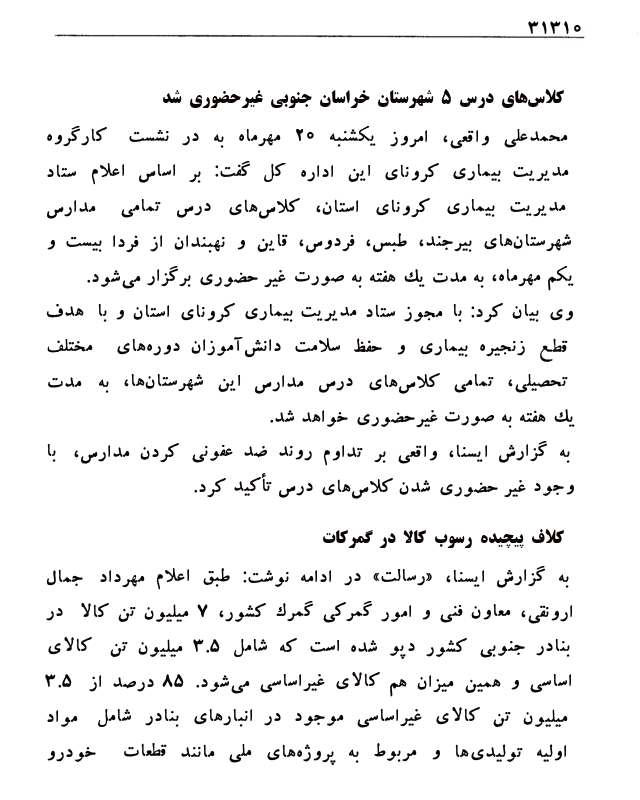 ۳۱۳۱۰
کلاس‌های درس ۵ شهرستان خراسان جنوبی غیرحضوری شد
محمدعلی واقعی، امروز یکشنبه ۲۰ مهرماه به در نشست کارگروه
مدیریت بیماری کرونای این اداره کل گفت: بر اساس اعلام ستاد
مدیریت بیماری کرونای استان، کلاس‌های درس تمامی مدارس
شهرستان‌های بیرجند، طبس، فردوس، قاین و نهبندان از فردا بیست و
یکم مهرماه، به مدت یك هفته به صورت غیر حضوری برگزار می‌شود.
وی بیان کرد: با مجوز ستاد مدیریت بیماری کرونای استان و با هدف
قطع زنجیره بیماری و حفظ سلامت دانش‌آموزان دوره‌های مختلف
تحصیلی، تمامی کلاس‌های درس مدارس این شهرستان‌ها، به مدت
یك هفته به صورت غیرحضوری خواهد شد.
به گزارش ایسنا، واقعی بر تداوم روند ضد عفونی کردن مدارس، با
وجود غیر حضوری شدن کلاس‌های درس تأکید کرد.
کلاف پیچیده رسوب کالا در گمرکات
به گزارش ایسنا، «رسالت» در ادامه نوشت: طبق اعلام مهرداد جمال
ارونقی، معاون فنی و امور گمرکی گمرك کشور، ۷ میلیون تن کالا در
بنادر جنوبی کشور دپو شده است که شامل ۳.۵ میلیون تن کالای
اساسی و همین میزان هم کالای غیراساسی می‌شود. ۸۵ درصد از ۳.۵
میلیون تن کالای غیراساسی موجود در انبارهای بنادر شامل مواد
اولیه تولیدی‌ها و مربوط به پروژه‌های ملی مانند قطعات خودرو